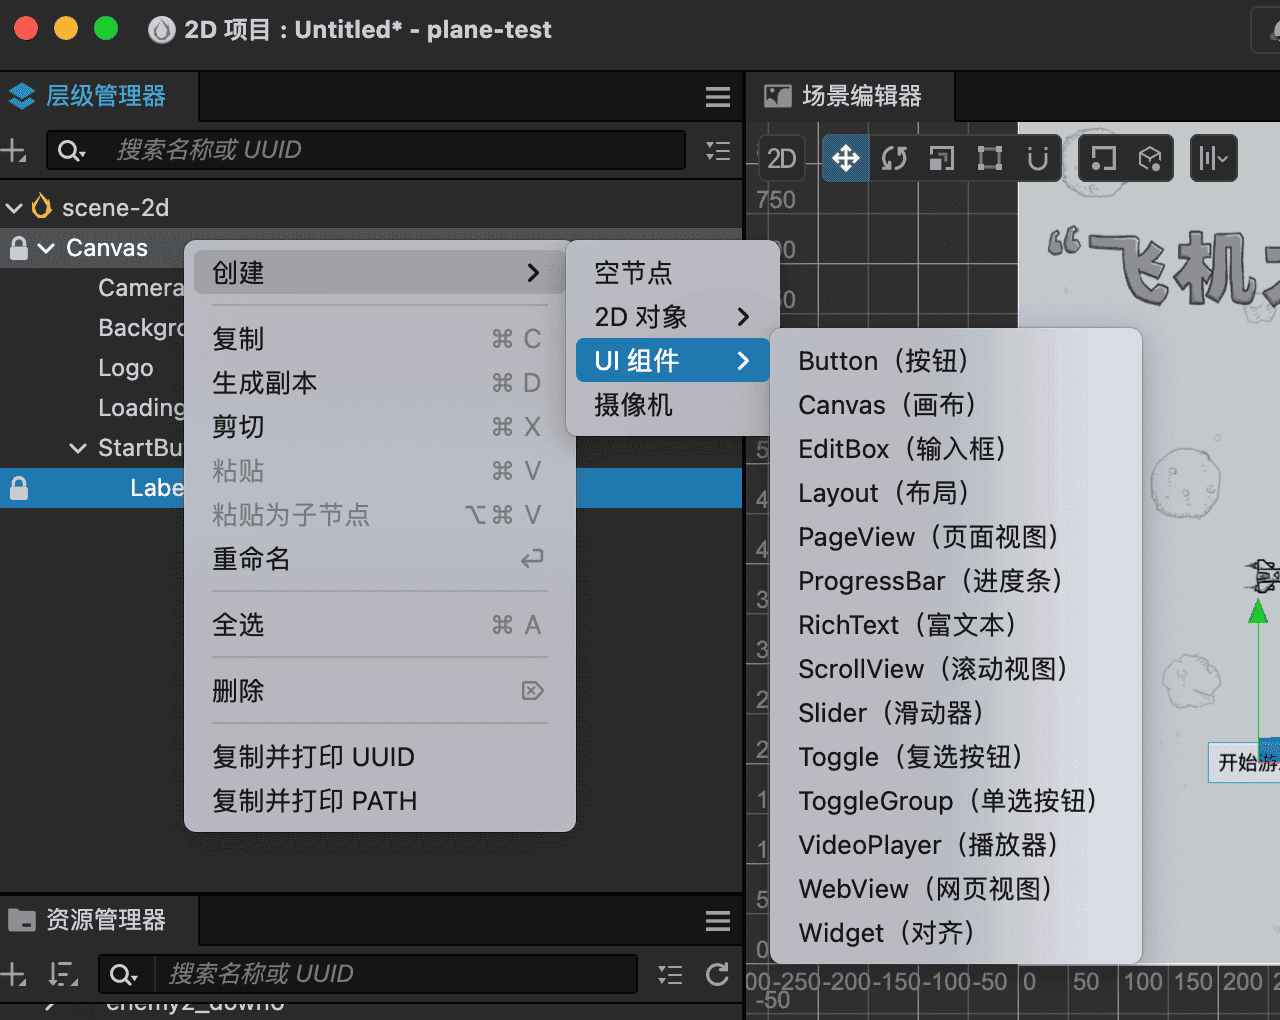 2D 项目 : Untitled* - plane-test
层级管理器
搜索名称或 UUID
scene-2d
Canvas
Camera
Backgro
Logo
Loading
StartBu
Labe
创建
复制 ⌘ C
生成副本 ⌘ D
剪切 ⌘ X
粘贴 ⌘ V
粘贴为子节点 ⌥⌘ V
重命名
全选 ⌘ A
删除
复制并打印 UUID
复制并打印 PATH
空节点
2D 对象
UI 组件
摄像机
Button（按钮）
Canvas（画布）
EditBox（输入框）
Layout（布局）
PageView（页面视图）
ProgressBar（进度条）
RichText（富文本）
ScrollView（滚动视图）
Slider（滑动器）
Toggle（复选按钮）
ToggleGroup（单选按钮）
VideoPlayer（播放器）
WebView（网页视图）
Widget（对齐）
场景编辑器
2D
750
“飞机
开始游
00 -250 -200 -150 -100 -50 0 50 100 150 200
-50
资源管理器
搜索名称或 UUID
enemy2_down0